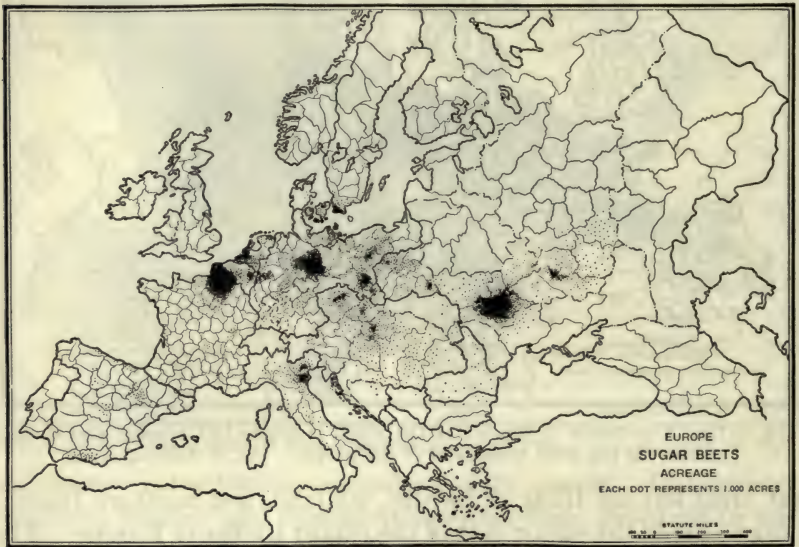 EUROPE
SUGAR BEETS
ACREAGE
EACH DOT REPRESENTS 1.000 ACRES
STATUTE MILES